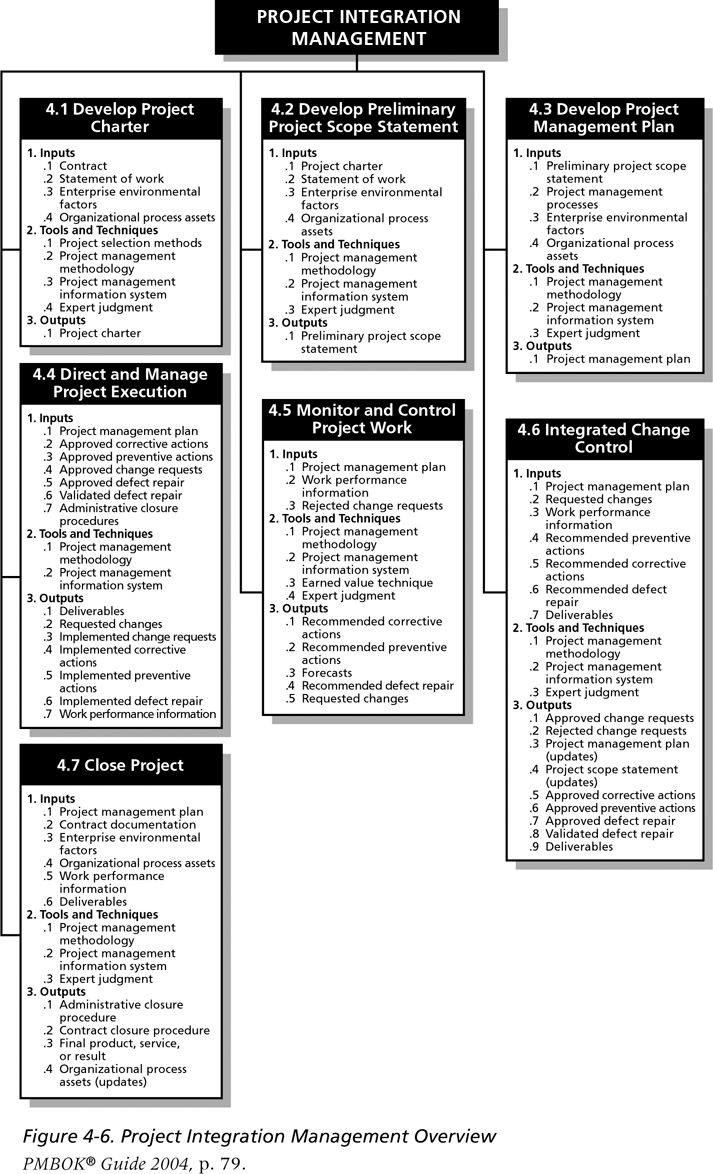 PROJECT INTEGRATION
MANAGEMENT
4.1 Develop Project
Charter
1. Inputs
.1 Contract
.2 Statement of work
.3 Enterprise environmental
factors
.4 Organizational process assets
2. Tools and Techniques
.1 Project selection methods
.2 Project management
methodology
.3 Project management
information system
.4 Expert judgment
3. Outputs
.1 Project charter
4.2 Develop Preliminary
Project Scope Statement
1. Inputs
.1 Project charter
.2 Statement of work
.3 Enterprise environmental
factors
.4 Organizational process
assets
2. Tools and Techniques
.1 Project management
methodology
.2 Project management
information system
.3 Expert judgment
3. Outputs
.1 Preliminary project scope
statement
4.3 Develop Project
Management Plan
1. Inputs
.1 Preliminary project scope
statement
.2 Project management
processes
.3 Enterprise environmental
factors
.4 Organizational process
assets
2. Tools and Techniques
.1 Project management
methodology
.2 Project management
information system
.3 Expert judgment
3. Outputs
.1 Project management plan
4.4 Direct and Manage
Project Execution
1. Inputs
.1 Project management plan
.2 Approved corrective actions
.3 Approved preventive actions
.4 Approved change requests
.5 Approved defect repair
.6 Validated defect repair
.7 Administrative closure
procedures
2. Tools and Techniques
.1 Project management
methodology
.2 Project management
information system
3. Outputs
.1 Deliverables
.2 Requested changes
.3 Implemented change requests
.4 Implemented corrective
actions
.5 Implemented preventive
actions
.6 Implemented defect repair
.7 Work performance information
4.5 Monitor and Control
Project Work
1. Inputs
.1 Project management plan
.2 Work performance
information
.3 Rejected change requests
2. Tools and Techniques
.1 Project management
methodology
.2 Project management
information system
.3 Earned value technique
.4 Expert judgment
3. Outputs
.1 Recommended corrective
actions
.2 Recommended preventive
actions
.3 Forecasts
.4 Recommended defect repair
.5 Requested changes
4.6 Integrated Change
Control
1. Inputs
.1 Project management plan
.2 Requested changes
.3 Work performance
information
.4 Recommended preventive
actions
.5 Recommended corrective
actions
.6 Recommended defect
repair
.7 Deliverables
2. Tools and Techniques
.1 Project management
methodology
.2 Project management
information system
.3 Expert judgment
3. Outputs
.1 Approved change requests
.2 Rejected change requests
.3 Project management plan
(updates)
.4 Project scope statement
(updates)
.5 Approved corrective actions
.6 Approved preventive actions
.7 Approved defect repair
.8 Validated defect repair
.9 Deliverables
4.7 Close Project
1. Inputs
.1 Project management plan
.2 Contract documentation
.3 Enterprise environmental
factors
.4 Organizational process assets
.5 Work performance
information
.6 Deliverables
2. Tools and Techniques
.1 Project management
methodology
.2 Project management
information system
.3 Expert judgment
3. Outputs
.1 Administrative closure
procedure
.2 Contract closure procedure
.3 Final product, service,
or result
.4 Organizational process
assets (updates)
Figure 4-6. Project Integration Management Overview
PMBOK® Guide 2004, p. 79.